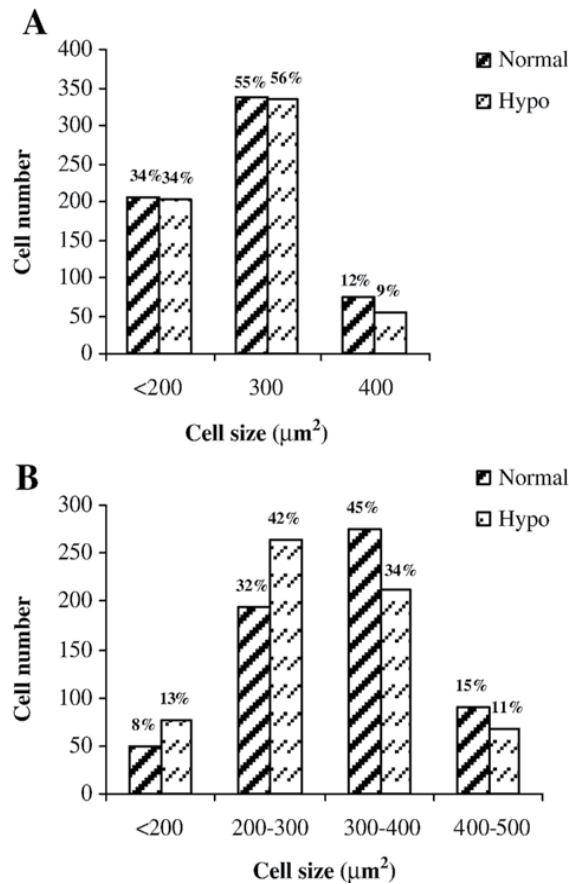 A
Normal
Hypo
Cell number
400
350
300
250
200
150
100
50
0
34% 34%
55% 56%
12% 9%
<200 300 400
Cell size (μm²)
B
Normal
Hypo
Cell number
300
250
200
150
100
50
0
8% 13%
32% 42%
45% 34%
15% 11%
<200 200-300 300-400 400-500
Cell size (μm²)